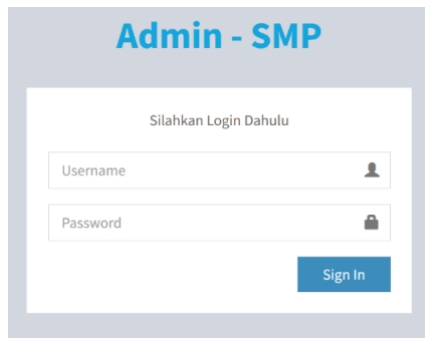 Admin - SMP
Silahkan Login Dahulu
Username
Password
Sign In